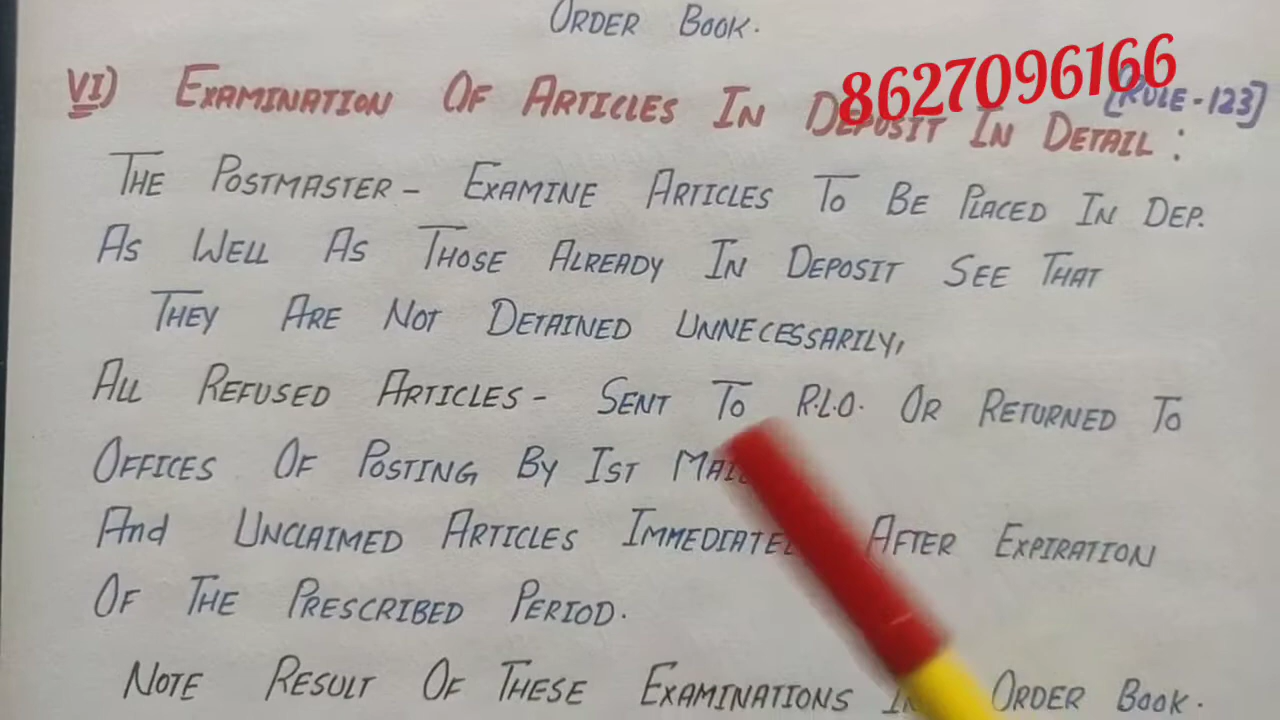 ORDER BOOK.
8627096166
VI) EXAMINATION OF ARTICLES IN DEPOSIT IN DETAIL : [RULE-123]
THE POSTMASTER - EXAMINE ARTICLES TO BE PLACED IN DEP.
AS WELL AS THOSE ALREADY IN DEPOSIT SEE THAT
THEY ARE NOT DETAINED UNNECESSARILY,
ALL REFUSED ARTICLES - SENT TO R.L.O. OR RETURNED TO
OFFICES OF POSTING BY IST MAIL
And UNCLAIMED ARTICLES IMMEDIATELY AFTER EXPIRATION
OF THE PRESCRIBED PERIOD.
NOTE RESULT OF THESE EXAMINATIONS IN ORDER BOOK.